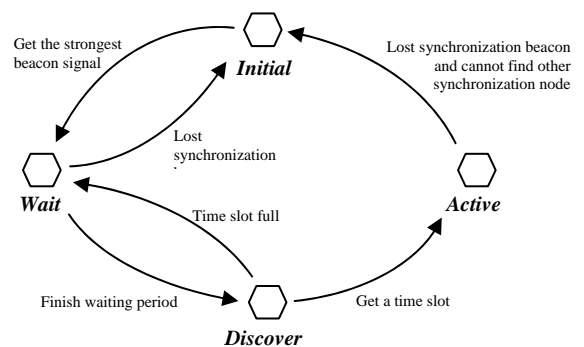 Get the strongest
beacon signal
Initial
Lost synchronization beacon
and cannot find other
synchronization node
Lost
synchronization
Wait
Active
Time slot full
Finish waiting period
Get a time slot
Discover